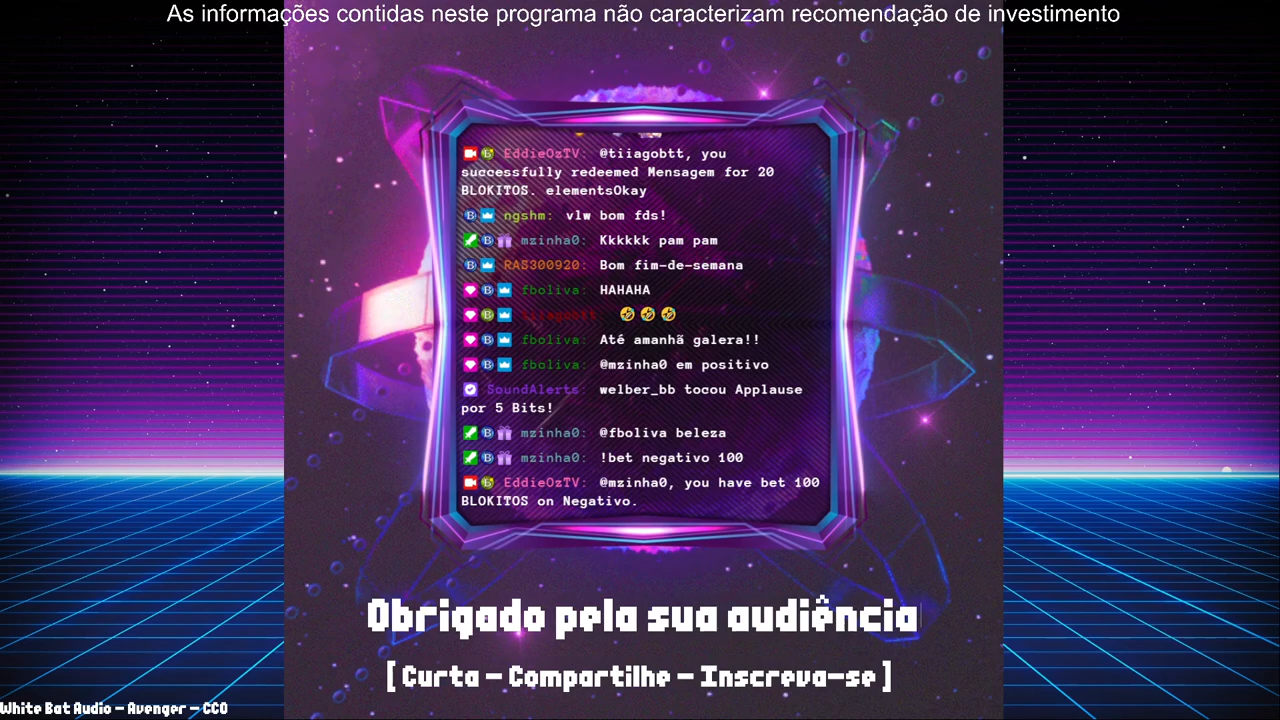 As informações contidas neste programa não caracterizam recomendação de investimento
EddieOzTV: @tiiagobtt, you
successfully redeemed Mensagem for 20
BLOKITOS. elementsOkay
ngshm: vlw bom fds!
mzinha0: Kkkkkk pam pam
RAS300920: Bom fim-de-semana
fboliva: HAHAHA
tiiagobtt 🤣 🤣 🤣
fboliva: Até amanhã galera!!
fboliva: @mzinha0 em positivo
SoundAlerts: welber_bb tocou Applause
por 5 Bits!
mzinha0: @fboliva beleza
mzinha0: !bet negativo 100
EddieOzTV: @mzinha0, you have bet 100
BLOKITOS on Negativo.
Obrigado pela sua audiência
[ Curta - Compartilhe - Inscreva-se ]
White Bat Audio - Avenger - CC0